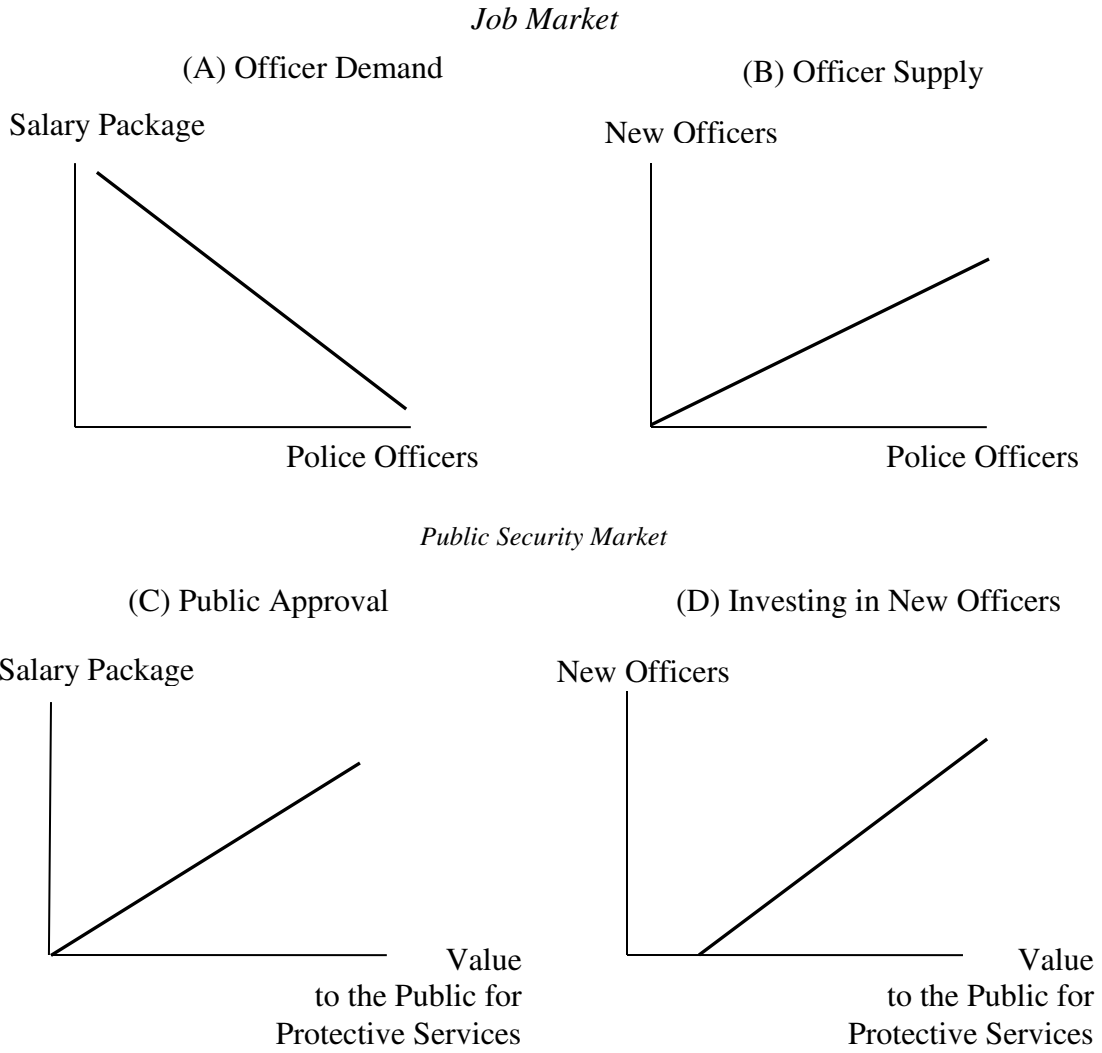 Job Market
(A) Officer Demand
(B) Officer Supply
Salary Package
New Officers
Police Officers
Police Officers
Public Security Market
(C) Public Approval
(D) Investing in New Officers
Salary Package
New Officers
Value
to the Public for
Protective Services
Value
to the Public for
Protective Services